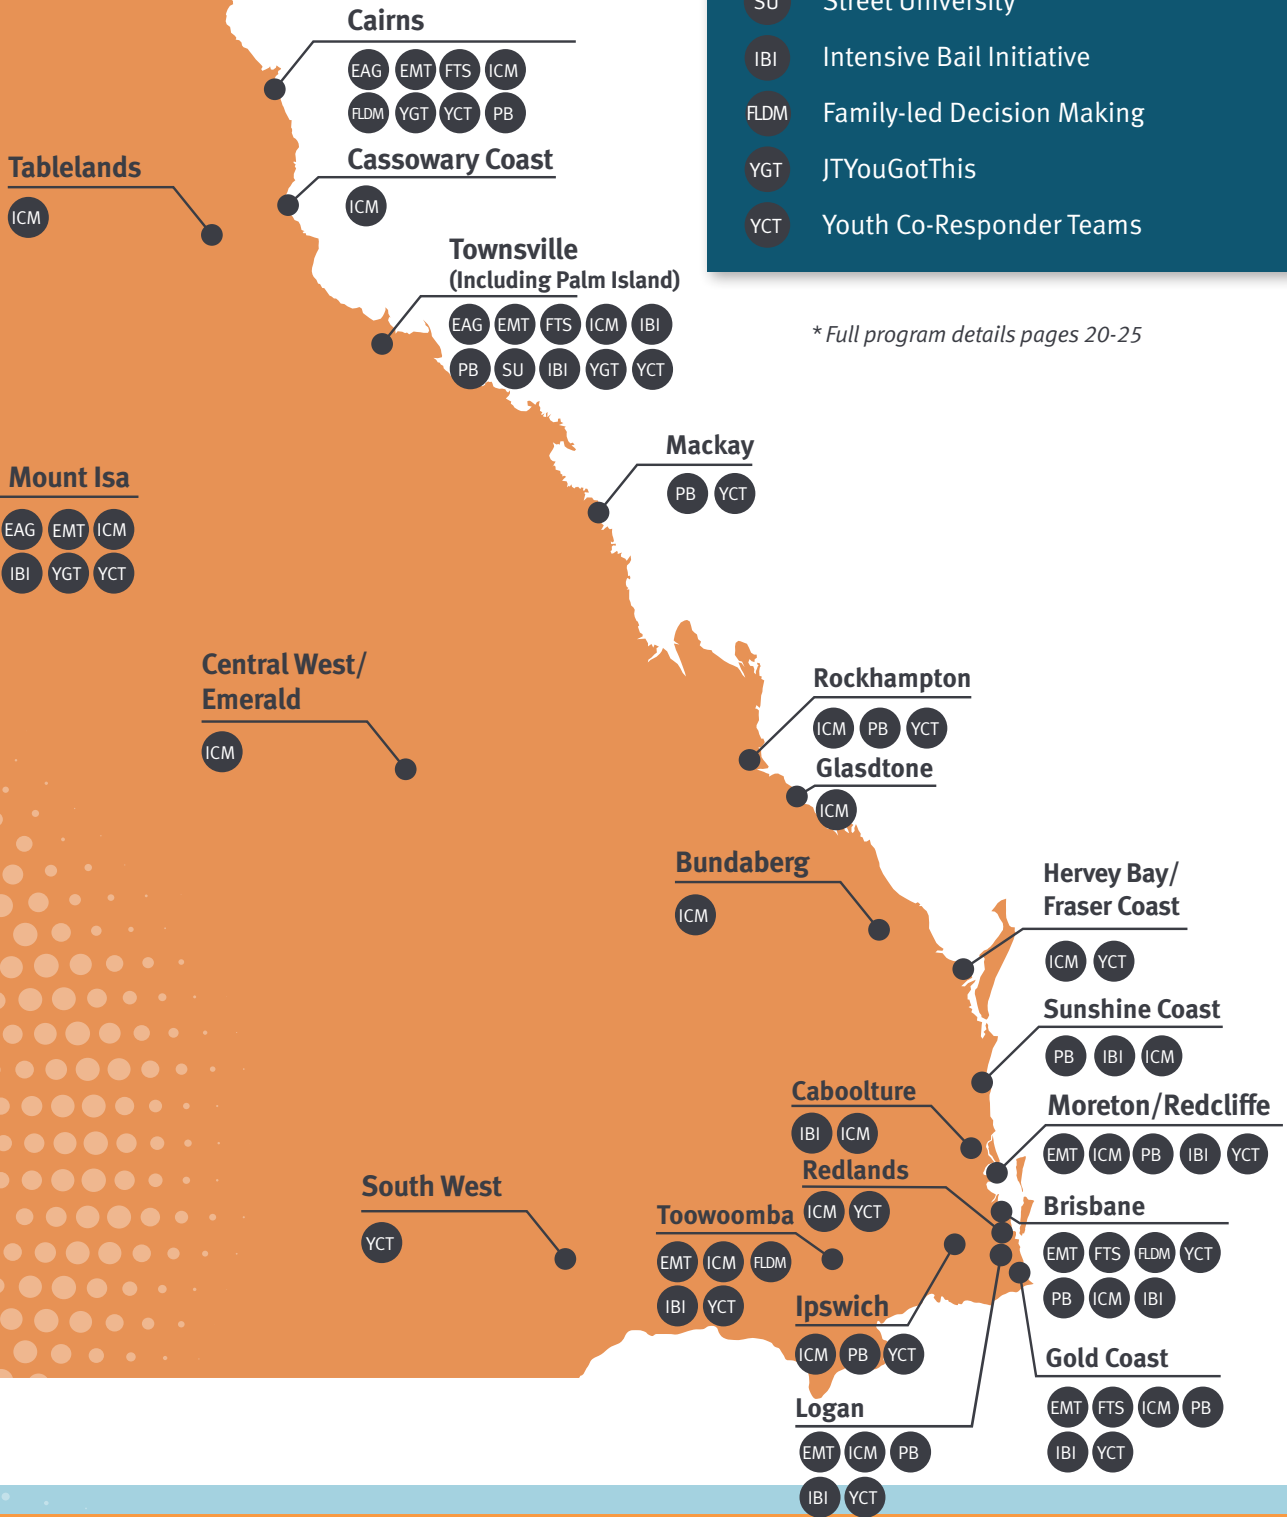 SU Street University
IBI Intensive Bail Initiative
FLDM Family-led Decision Making
YGT JTYouGotThis
YCT Youth Co-Responder Teams
* Full program details pages 20-25
Cairns
EAG EMT FTS ICM
FLDM YGT YCT PB
Tablelands
ICM
Cassowary Coast
ICM
Townsville
(Including Palm Island)
EAG EMT FTS ICM IBI
PB SU IBI YGT YCT
Mackay
PB YCT
Mount Isa
EAG EMT ICM
IBI YGT YCT
Central West/
Emerald
ICM
Rockhampton
ICM PB YCT
Glasdtone
ICM
Bundaberg
ICM
Hervey Bay/
Fraser Coast
ICM YCT
Sunshine Coast
PB IBI ICM
Caboolture
IBI ICM
Moreton/Redcliffe
EMT ICM PB IBI YCT
Redlands
ICM YCT
South West
YCT
Toowoomba
EMT ICM FLDM
IBI YCT
Brisbane
EMT FTS FLDM YCT
PB ICM IBI
Ipswich
ICM PB YCT
Gold Coast
EMT FTS ICM PB
IBI YCT
Logan
EMT ICM PB
IBI YCT